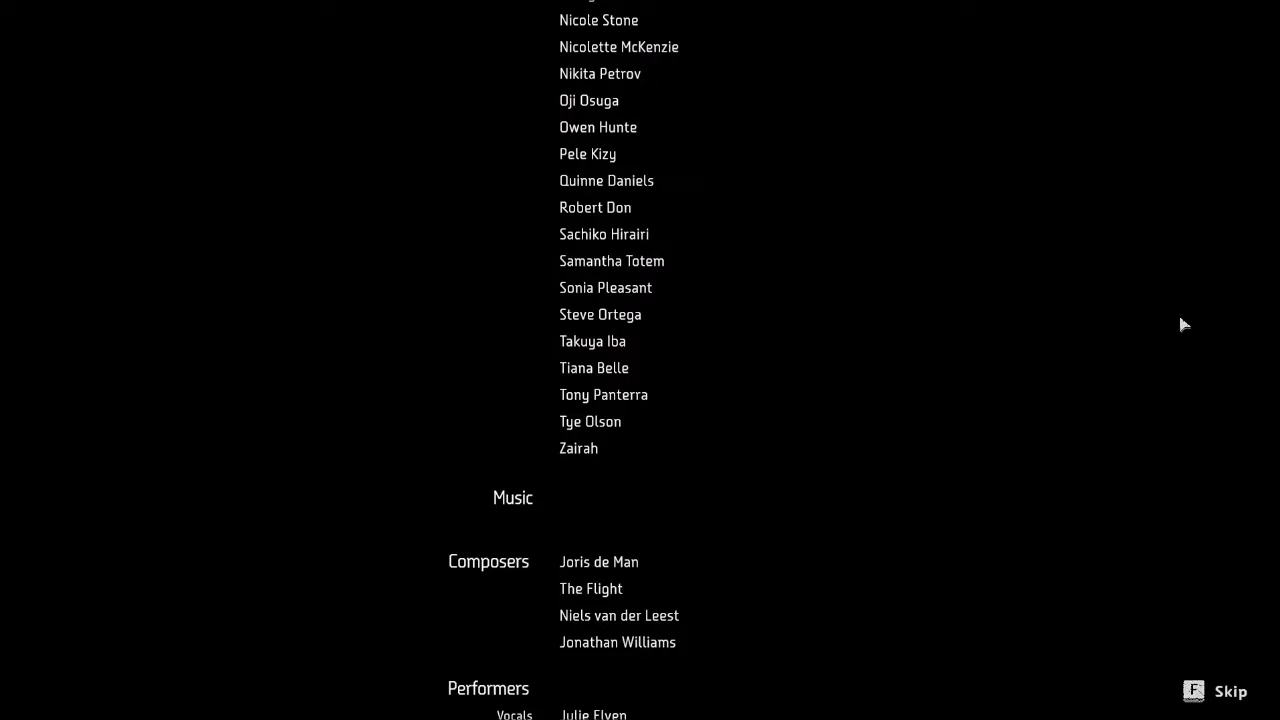 Nicole Stone
Nicolette McKenzie
Nikita Petrov
Oji Osuga
Owen Hunte
Pele Kizy
Quinne Daniels
Robert Don
Sachiko Hirairi
Samantha Totem
Sonia Pleasant
Steve Ortega
Takuya Iba
Tiana Belle
Tony Panterra
Tye Olson
Zairah
Music
Composers Joris de Man
The Flight
Niels van der Leest
Jonathan Williams
Performers
Vocals Julie Elven
F Skip